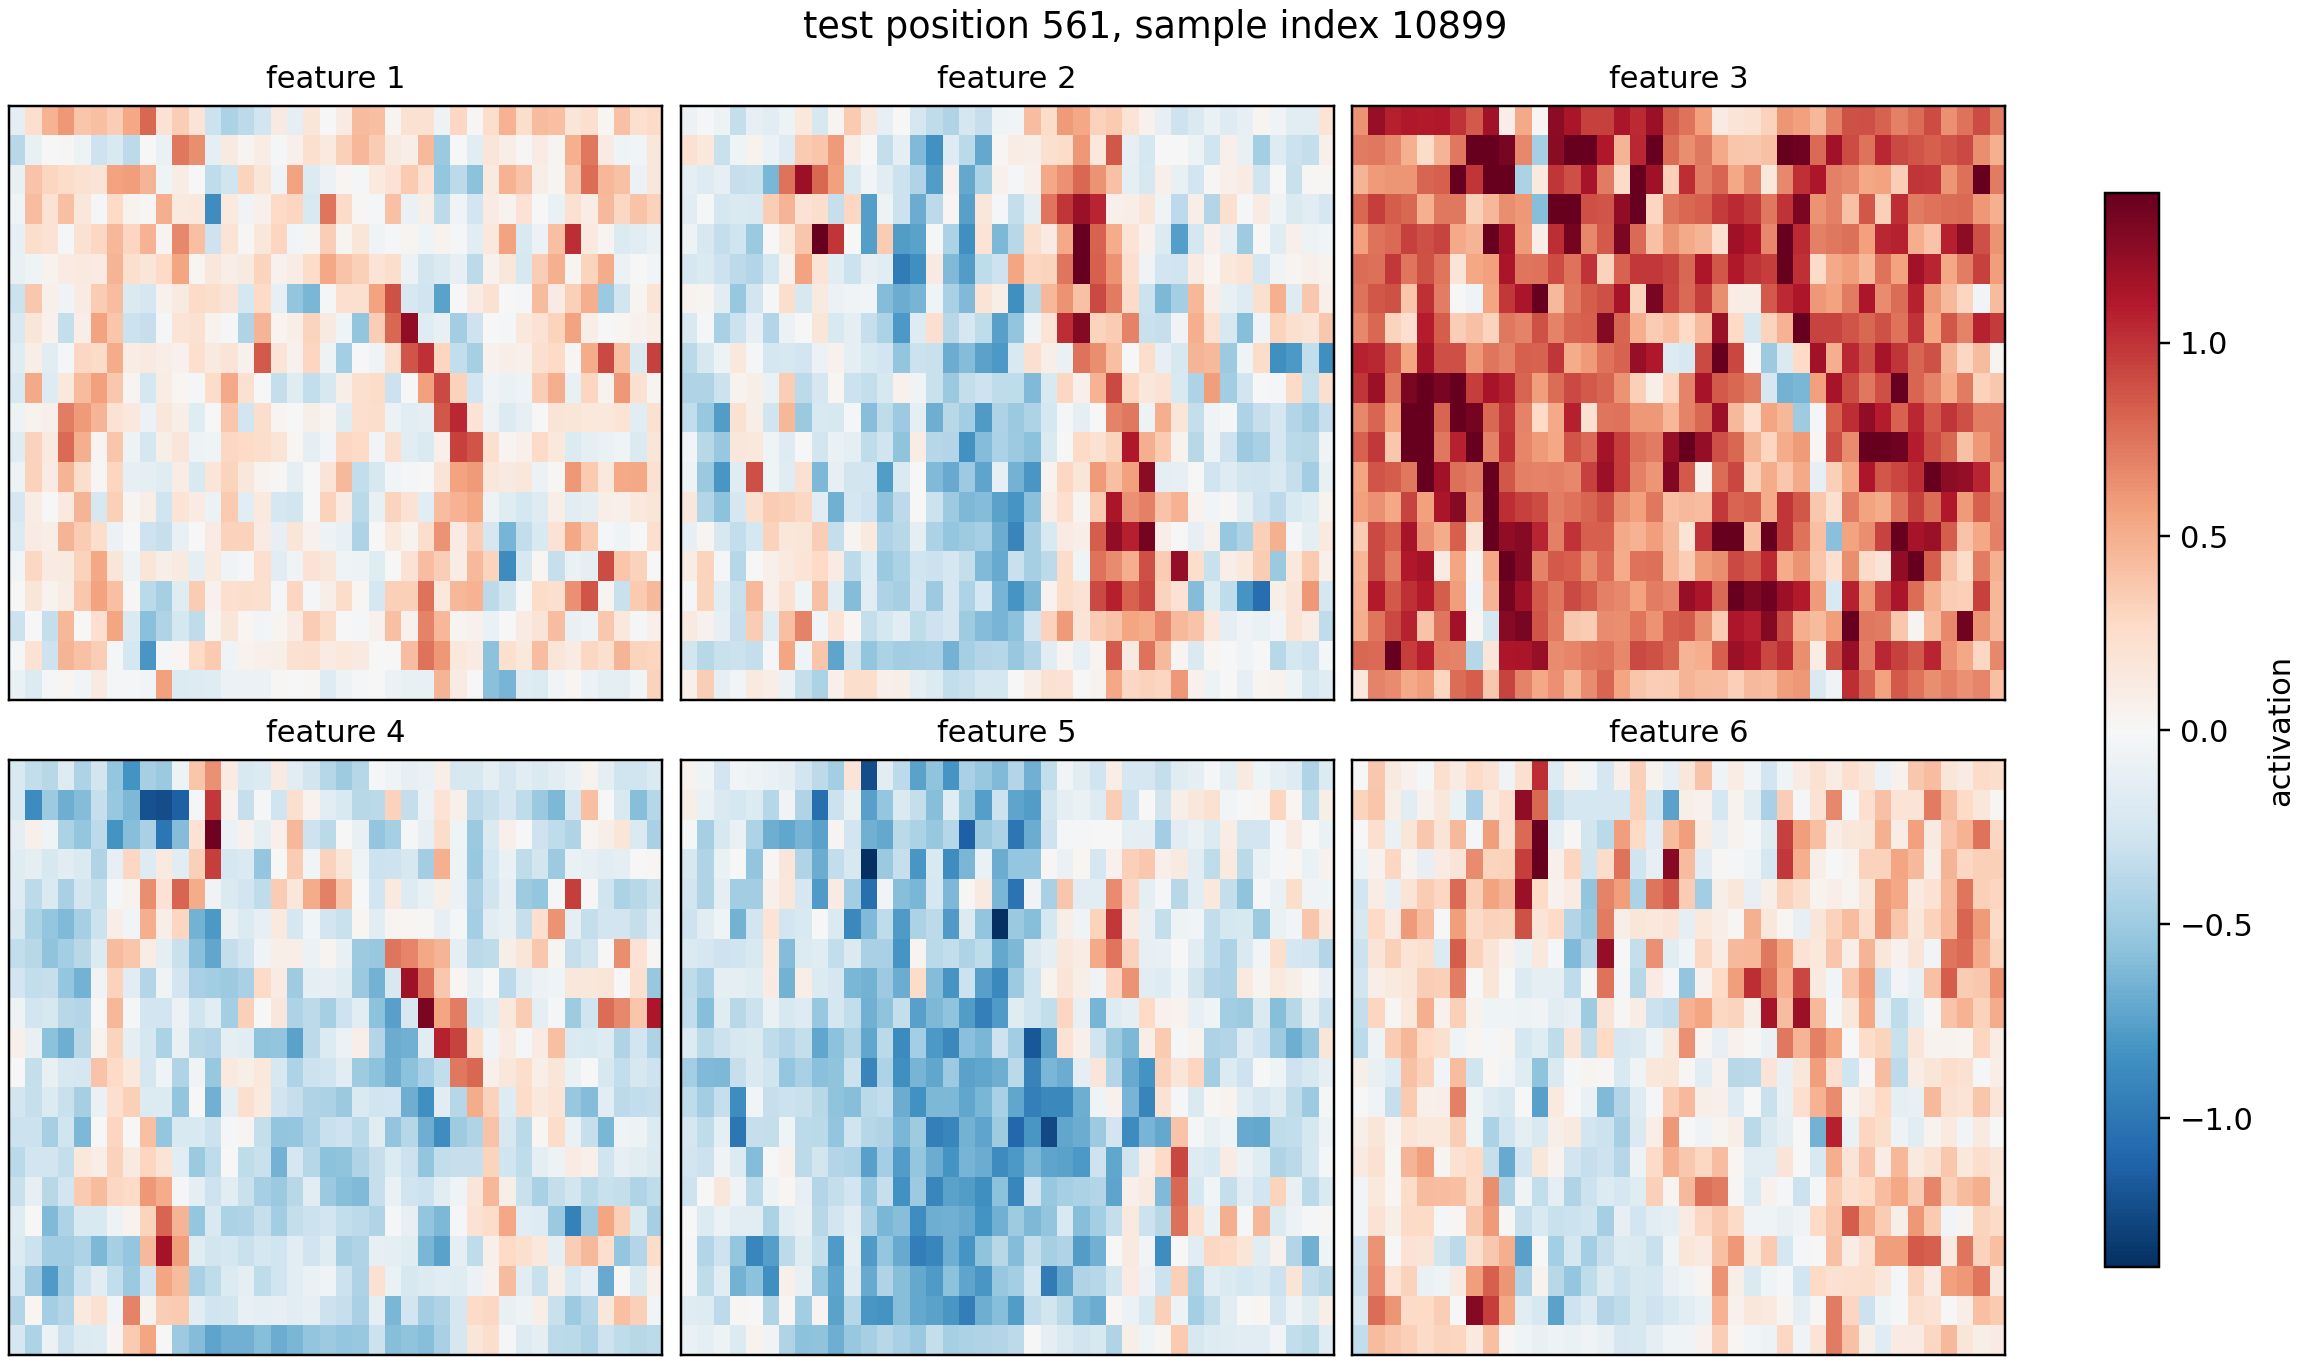 test position 561, sample index 10899
feature 1
feature 2
feature 3
feature 4
feature 5
feature 6
1.0
0.5
0.0
−0.5
−1.0
activation